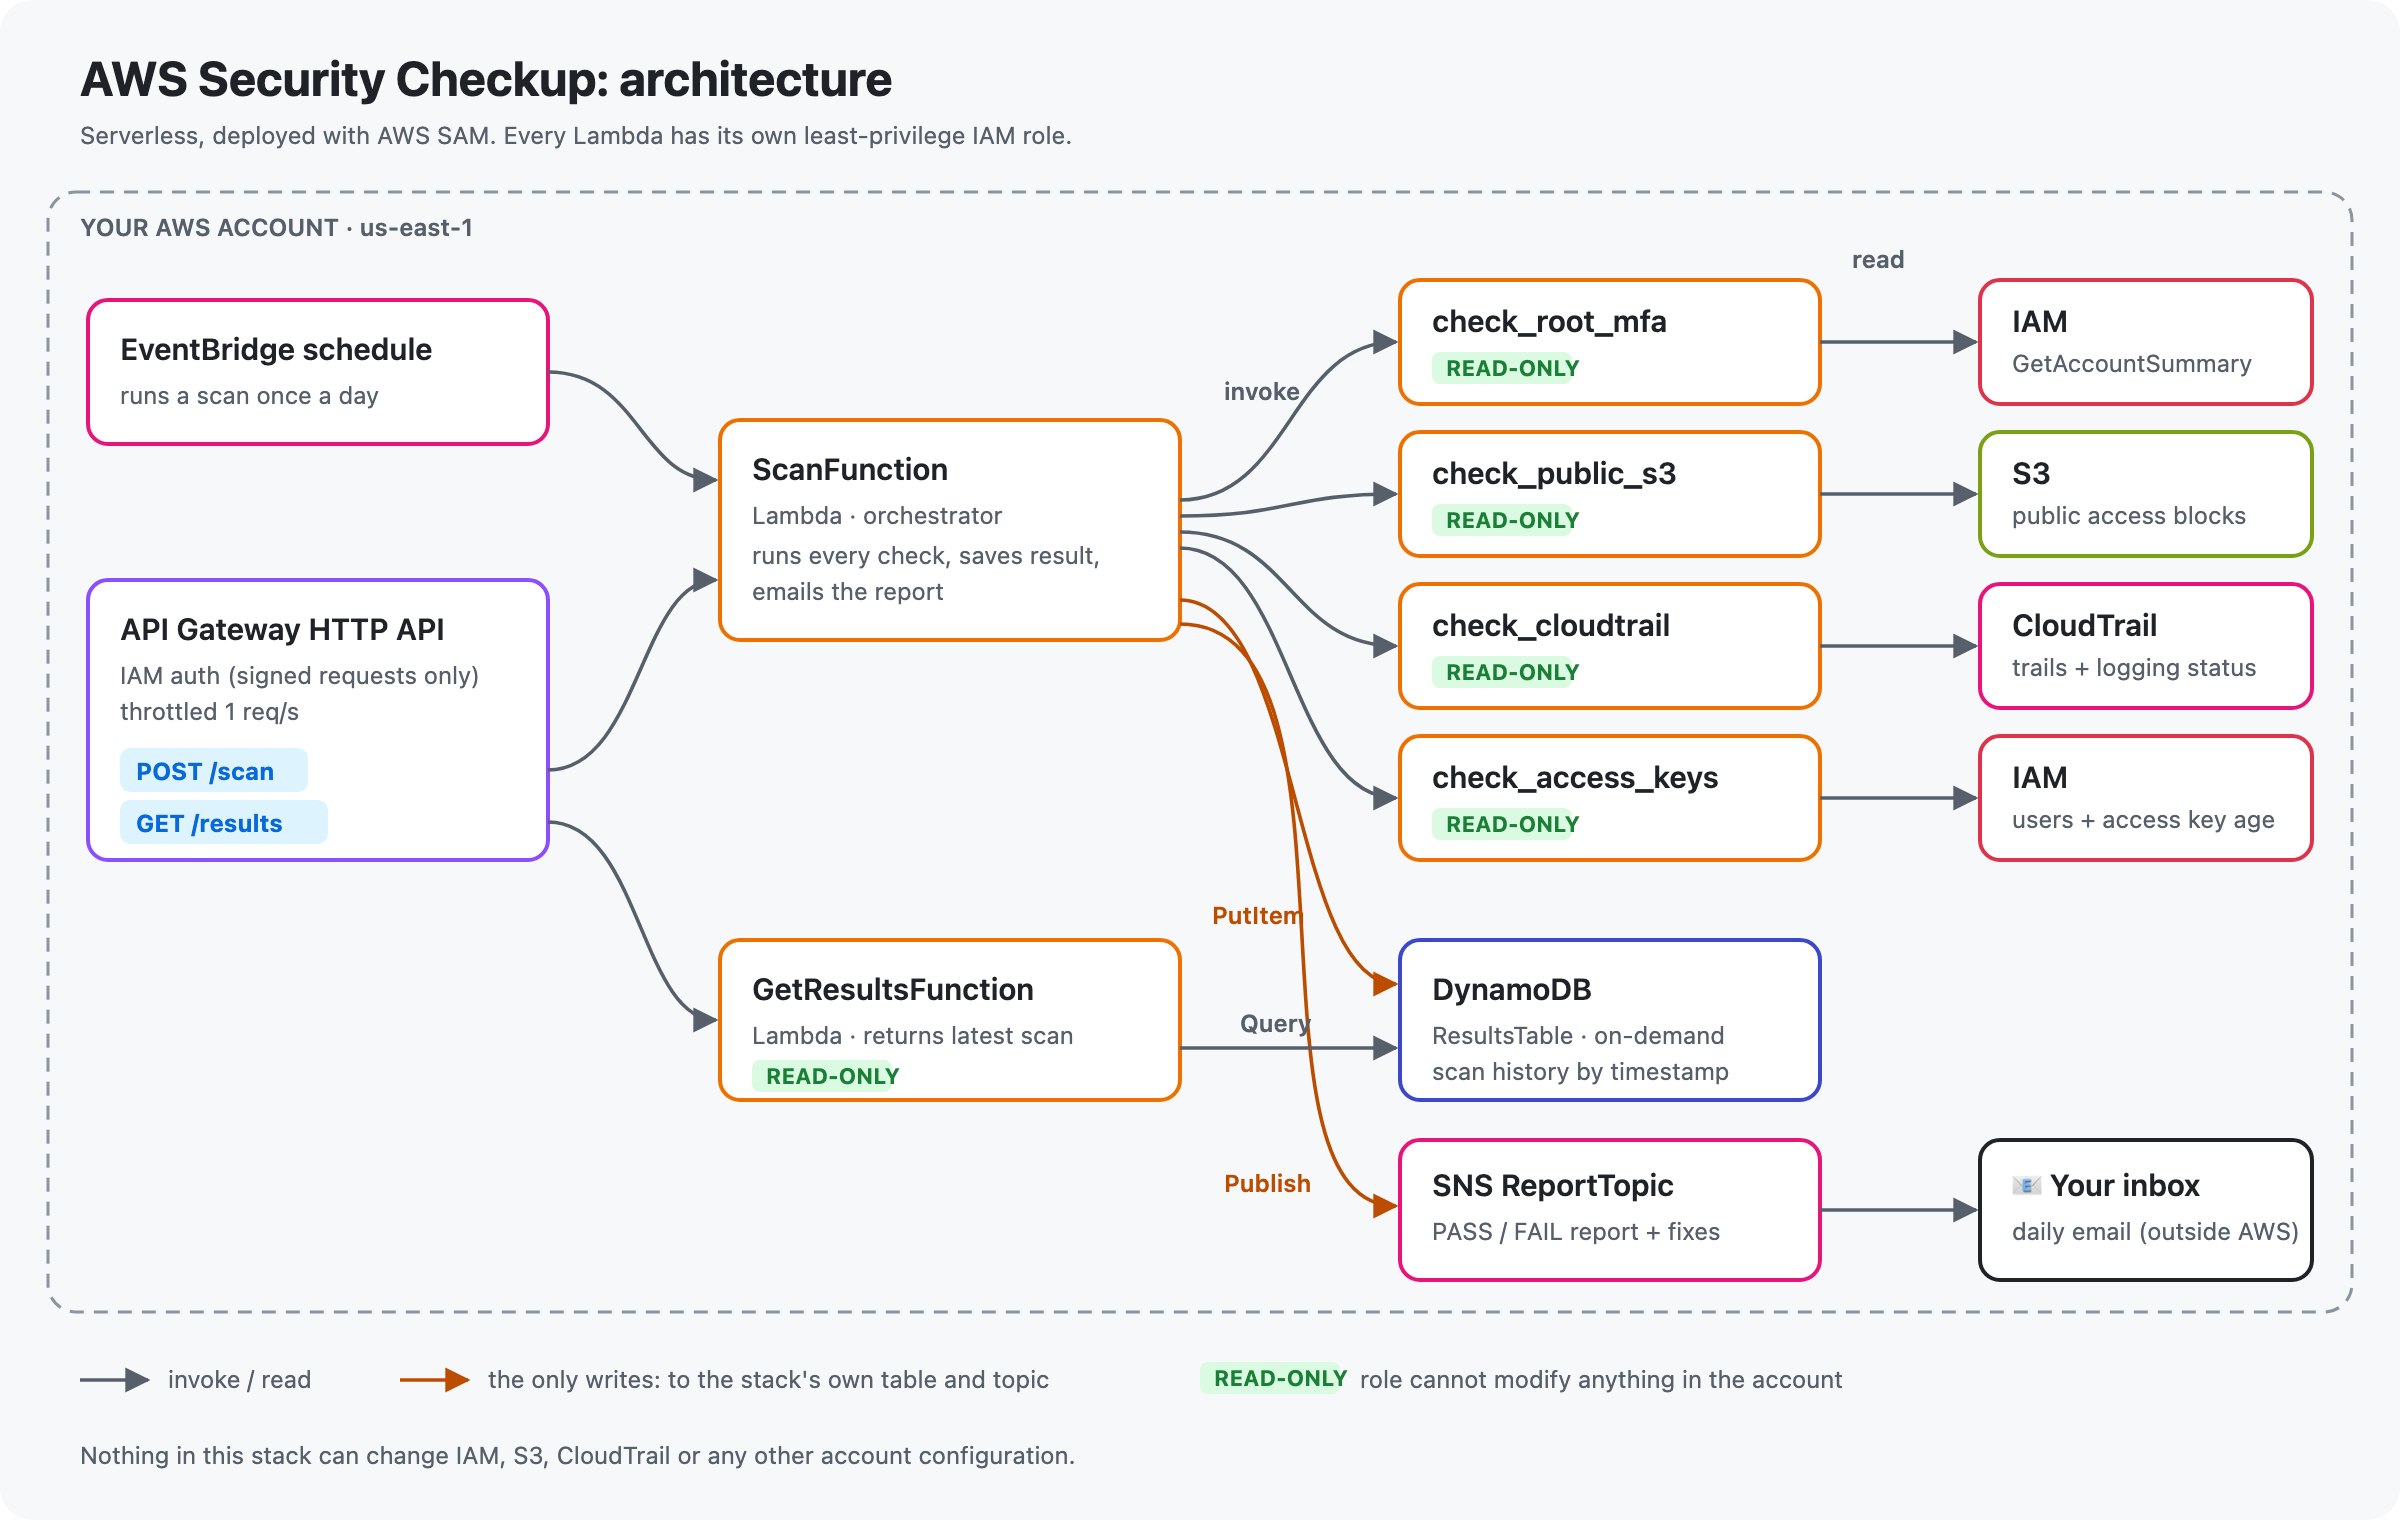 AWS Security Checkup: architecture
Serverless, deployed with AWS SAM. Every Lambda has its own least-privilege IAM role.
YOUR AWS ACCOUNT · us-east-1
EventBridge schedule
runs a scan once a day
API Gateway HTTP API
IAM auth (signed requests only)
throttled 1 req/s
POST /scan
GET /results
ScanFunction
Lambda · orchestrator
runs every check, saves result,
emails the report
GetResultsFunction
Lambda · returns latest scan
READ-ONLY
invoke
PutItem
Query
Publish
check_root_mfa
READ-ONLY
check_public_s3
READ-ONLY
check_cloudtrail
READ-ONLY
check_access_keys
READ-ONLY
DynamoDB
ResultsTable · on-demand
scan history by timestamp
SNS ReportTopic
PASS / FAIL report + fixes
read
IAM
GetAccountSummary
S3
public access blocks
CloudTrail
trails + logging status
IAM
users + access key age
📧 Your inbox
daily email (outside AWS)
invoke / read
the only writes: to the stack's own table and topic
READ-ONLY role cannot modify anything in the account
Nothing in this stack can change IAM, S3, CloudTrail or any other account configuration.